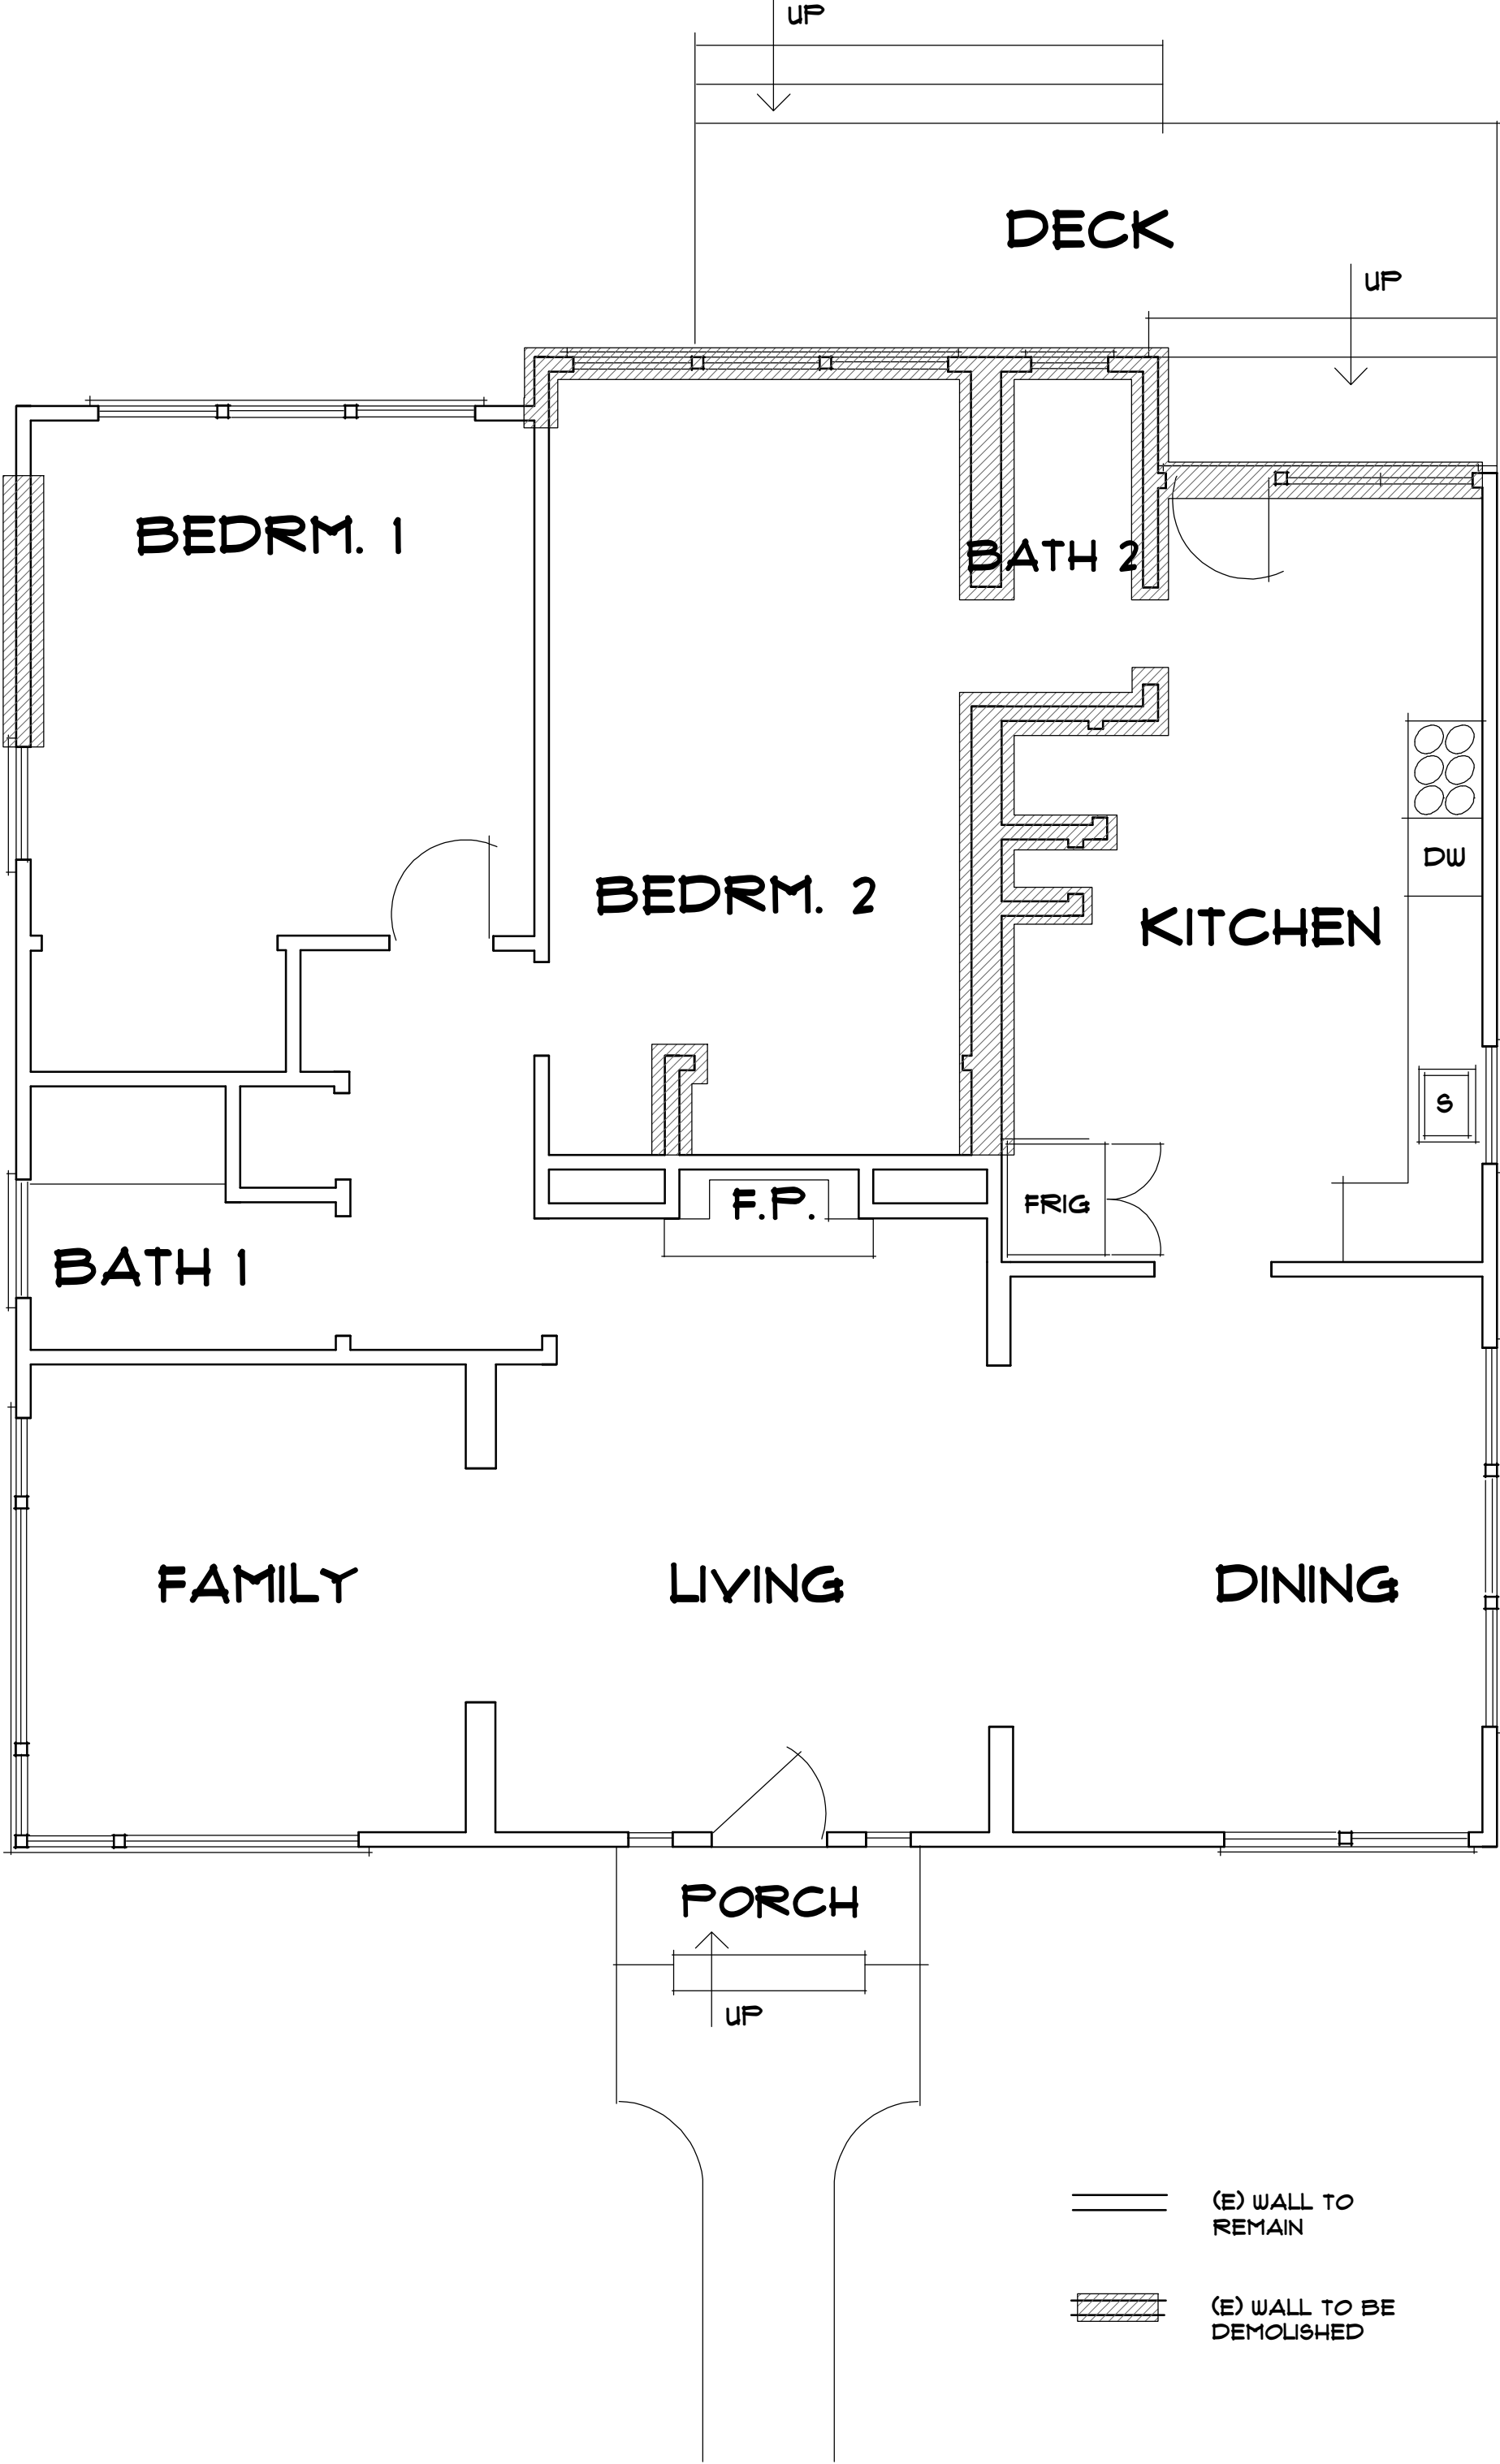 UP
DECK
UP
BEDRM. 1
BATH 2
DW
BEDRM. 2
KITCHEN
S
F.P.
FRIG
BATH 1
FAMILY
LIVING
DINING
PORCH
UP
(E) WALL TO
REMAIN
(E) WALL TO BE
DEMOLISHED